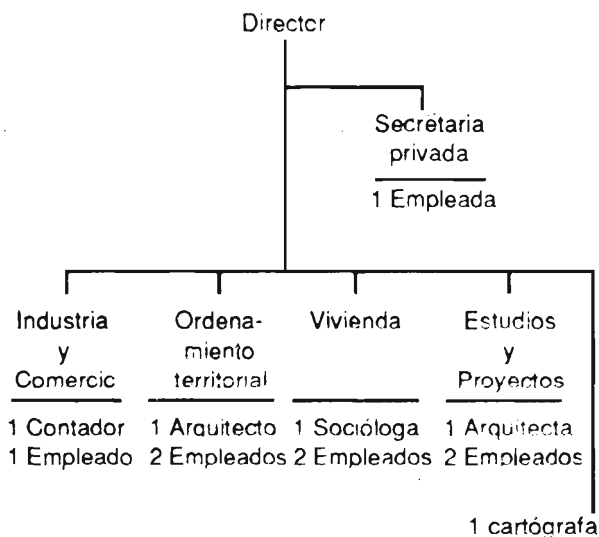 Director
Secretaria
privada
1 Empleada
Industria
y
Comercio
1 Contador
1 Empleado
Ordena-
miento
territorial
1 Arquitecto
2 Empleados
Vivienda
1 Socióloga
2 Empleados
Estudios
y
Proyectos
1 Arquitecta
2 Empleados
1 cartógrafa